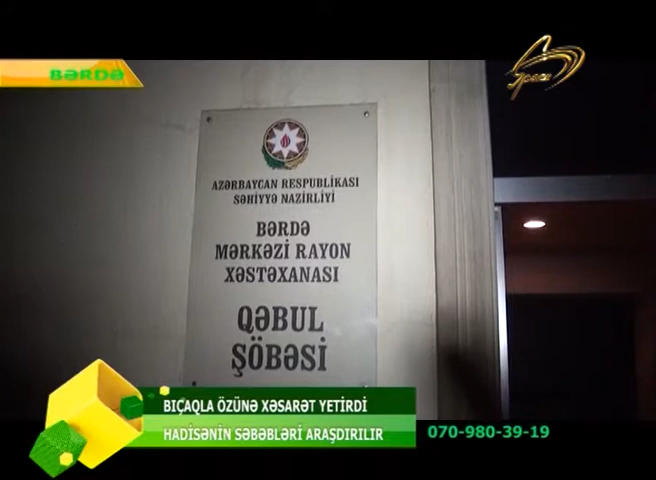 BƏRDƏ
Space
AZƏRBAYCAN RESPUBLİKASI
SƏHİYYƏ NAZİRLİYİ
BƏRDƏ
MƏRKƏZİ RAYON
XƏSTƏXANASI
QƏBUL
ŞÖBƏSİ
BIÇAQLA ÖZÜNƏ XƏSARƏT YETİRDİ
HADİSƏNİN SƏBƏBLƏRİ ARAŞDIRILIR
070-980-39-19